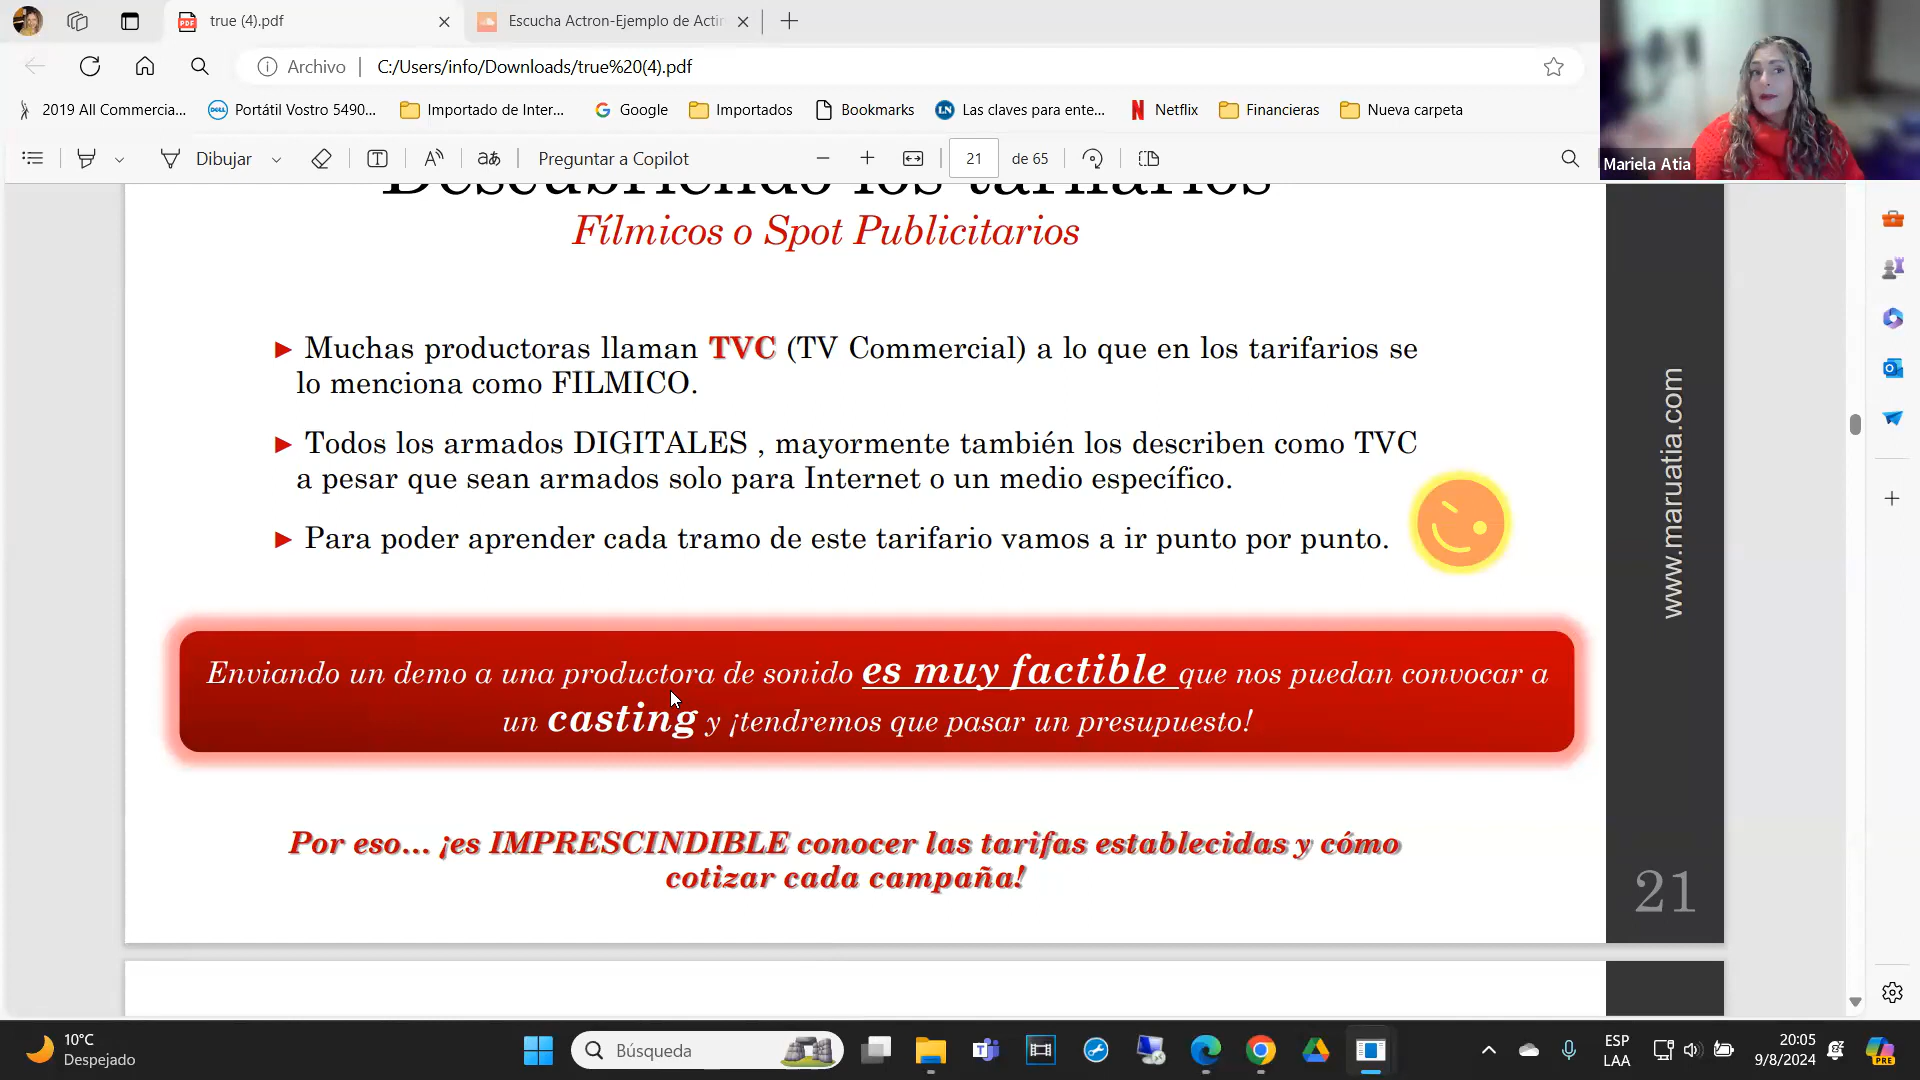 true (4).pdf
Escucha Actron-Ejemplo de Actin
Archivo
C:/Users/info/Downloads/true%20(4).pdf
2019 All Commercia...
Portátil Vostro 5490...
Importado de Inter...
Google
Importados
Bookmarks
Las claves para ente...
Netflix
Financieras
Nueva carpeta
Dibujar
Preguntar a Copilot
21
de 65
Mariela Atia
Descubriendo los tarifarios
Fílmicos o Spot Publicitarios
Muchas productoras llaman TVC (TV Commercial) a lo que en los tarifarios se
lo menciona como FILMICO.
Todos los armados DIGITALES , mayormente también los describen como TVC
a pesar que sean armados solo para Internet o un medio específico.
Para poder aprender cada tramo de este tarifario vamos a ir punto por punto.
Enviando un demo a una productora de sonido es muy factible que nos puedan convocar a
un casting y ¡tendremos que pasar un presupuesto!
Por eso... ¡es IMPRESCINDIBLE conocer las tarifas establecidas y cómo
cotizar cada campaña!
www.maruatia.com
21
10°C
Despejado
Búsqueda
ESP
LAA
20:05
9/8/2024